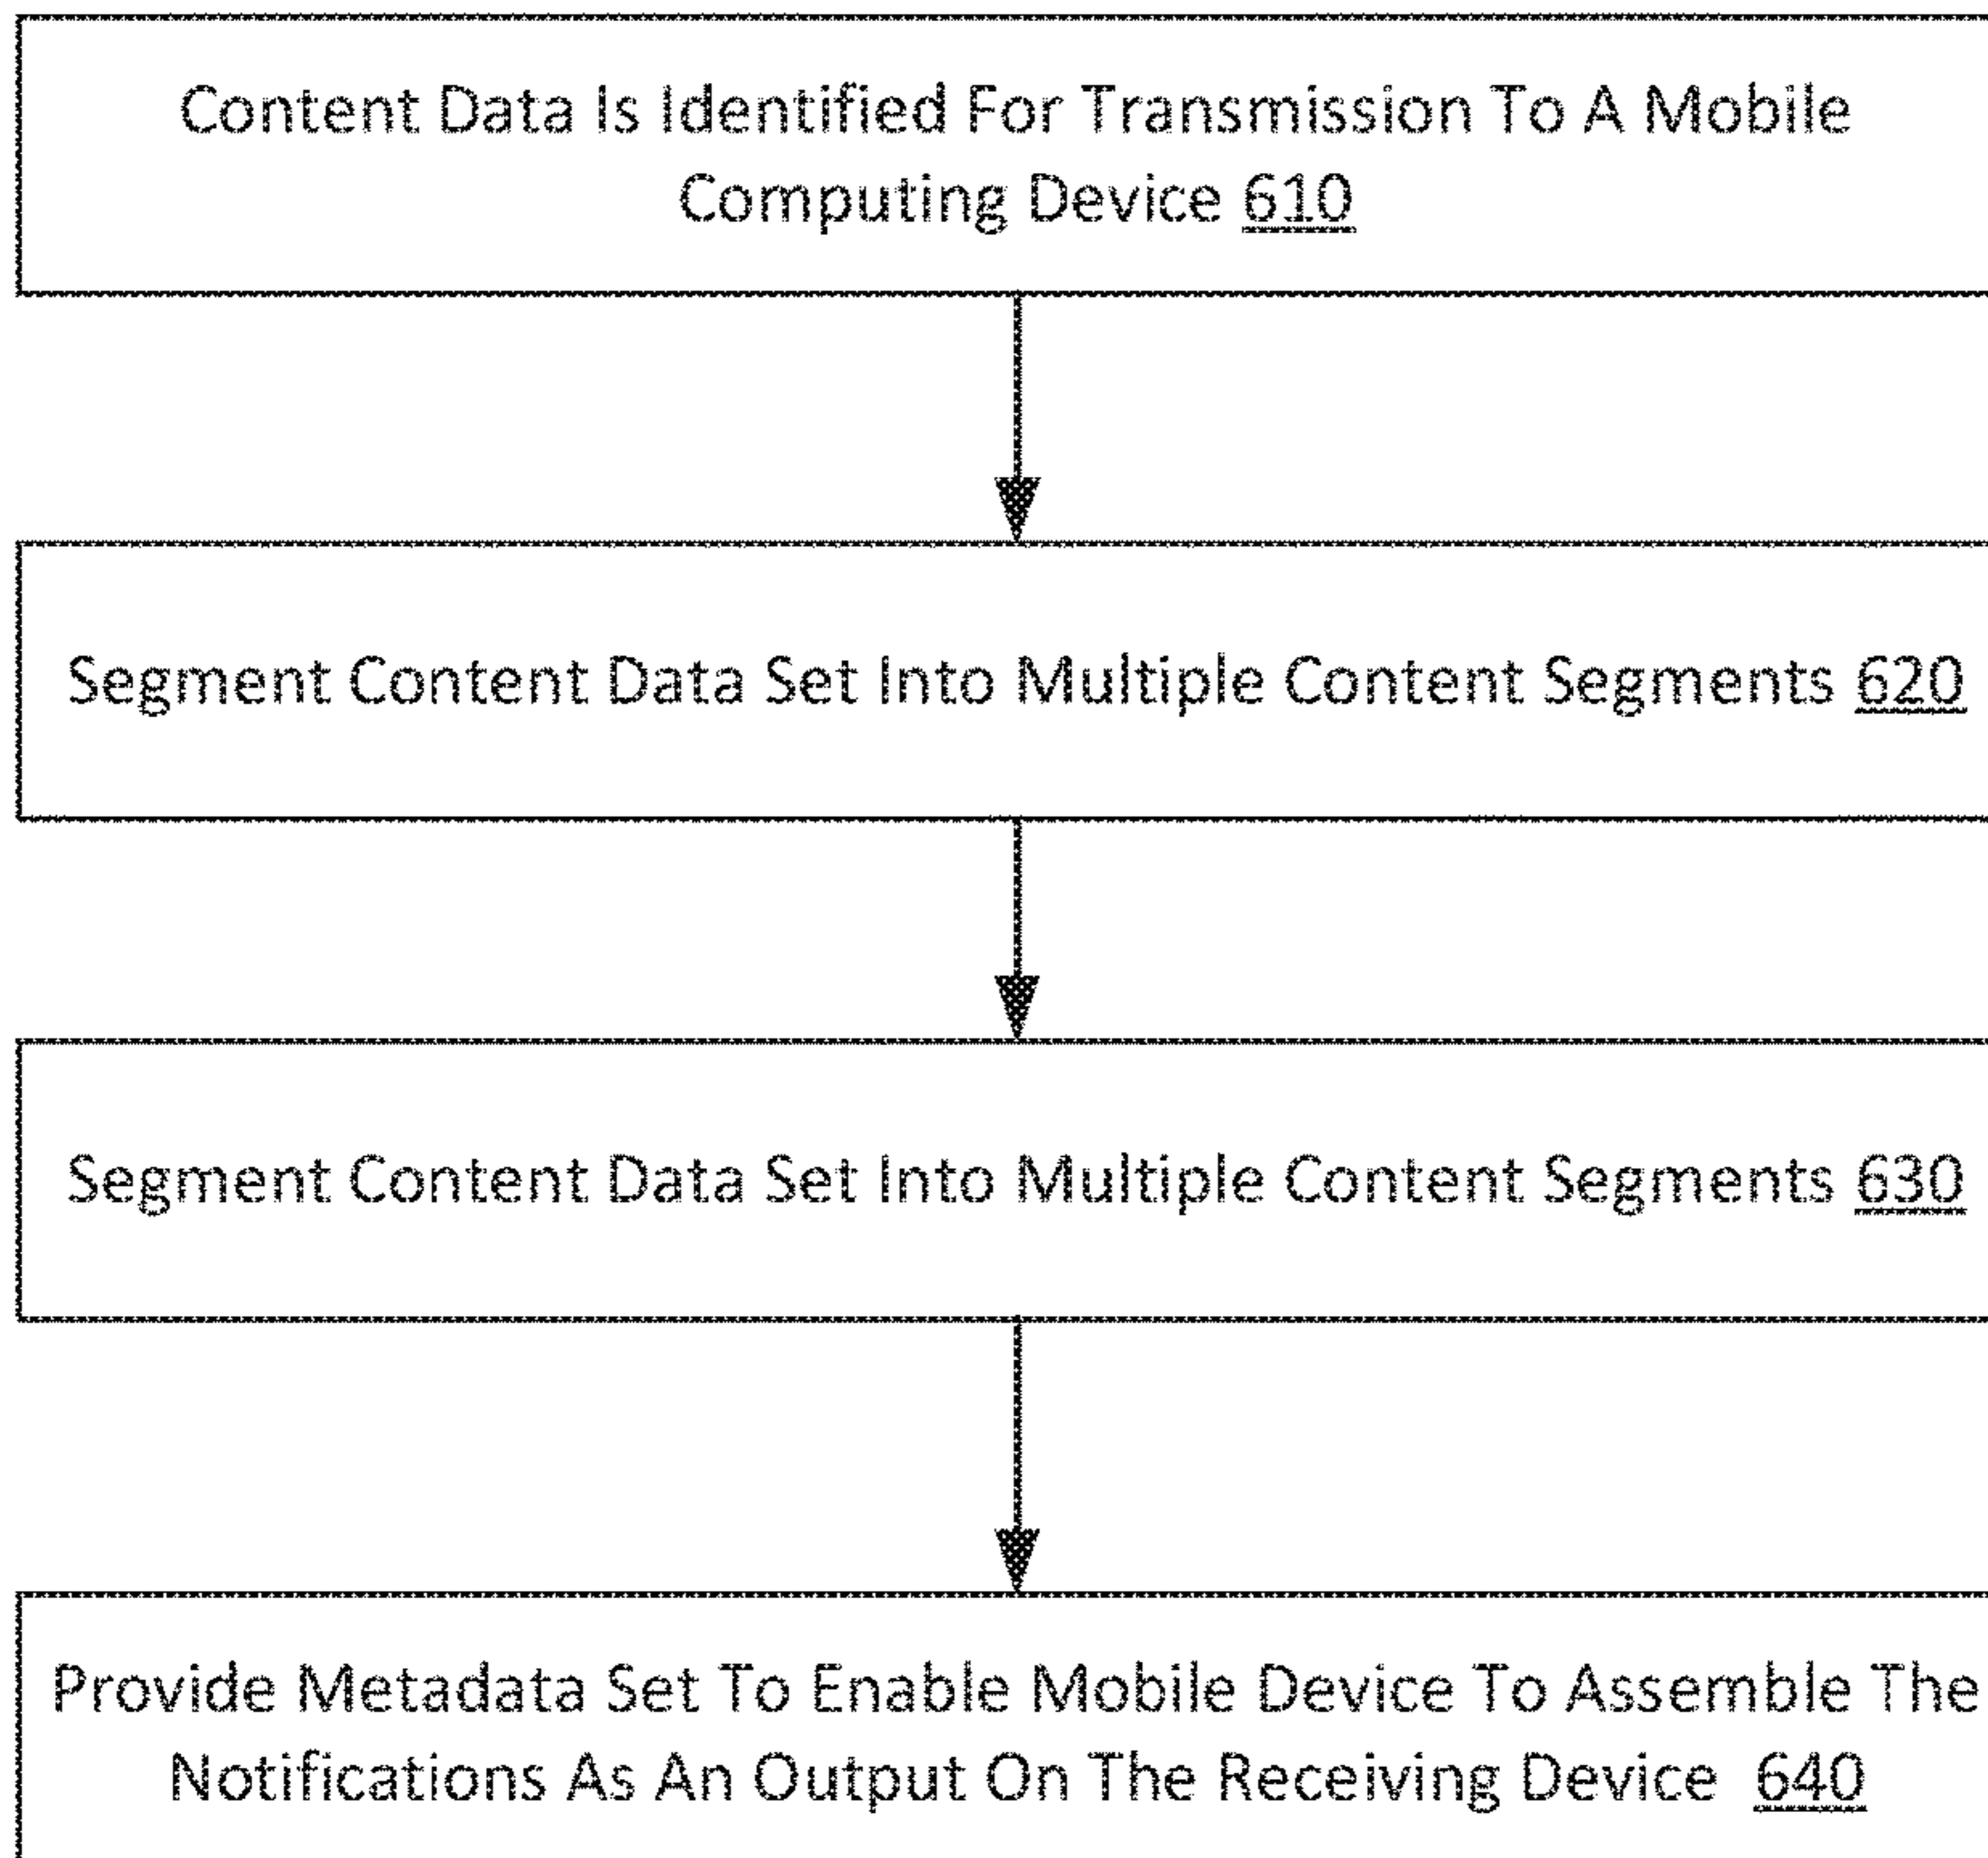 Content Data Is Identified For Transmission To A Mobile
Computing Device 610
Segment Content Data Set Into Multiple Content Segments 620
Segment Content Data Set Into Multiple Content Segments 630
Provide Metadata Set To Enable Mobile Device To Assemble The
Notifications As An Output On The Receiving Device 640